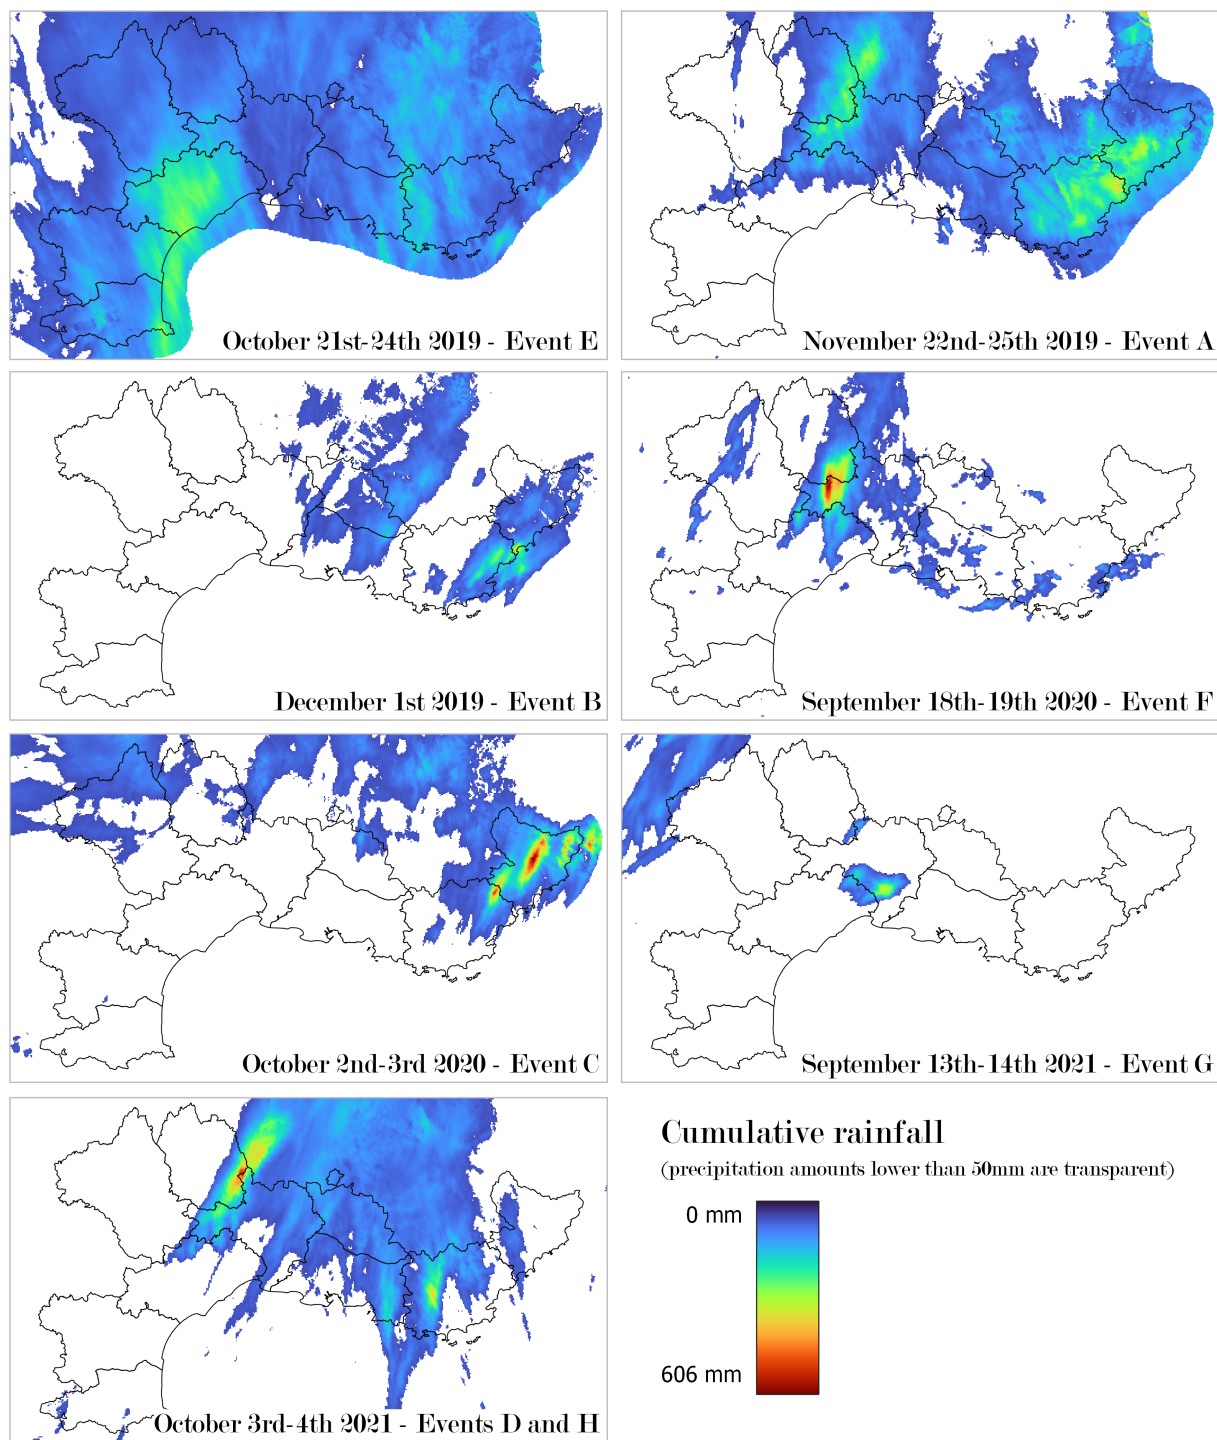 October 21st-24th 2019 - Event E
November 22nd-25th 2019 - Event A
December 1st 2019 - Event B
September 18th-19th 2020 - Event F
October 2nd-3rd 2020 - Event C
September 13th-14th 2021 - Event G
October 3rd-4th 2021 - Events D and H
Cumulative rainfall
(precipitation amounts lower than 50mm are transparent)
0 mm
606 mm